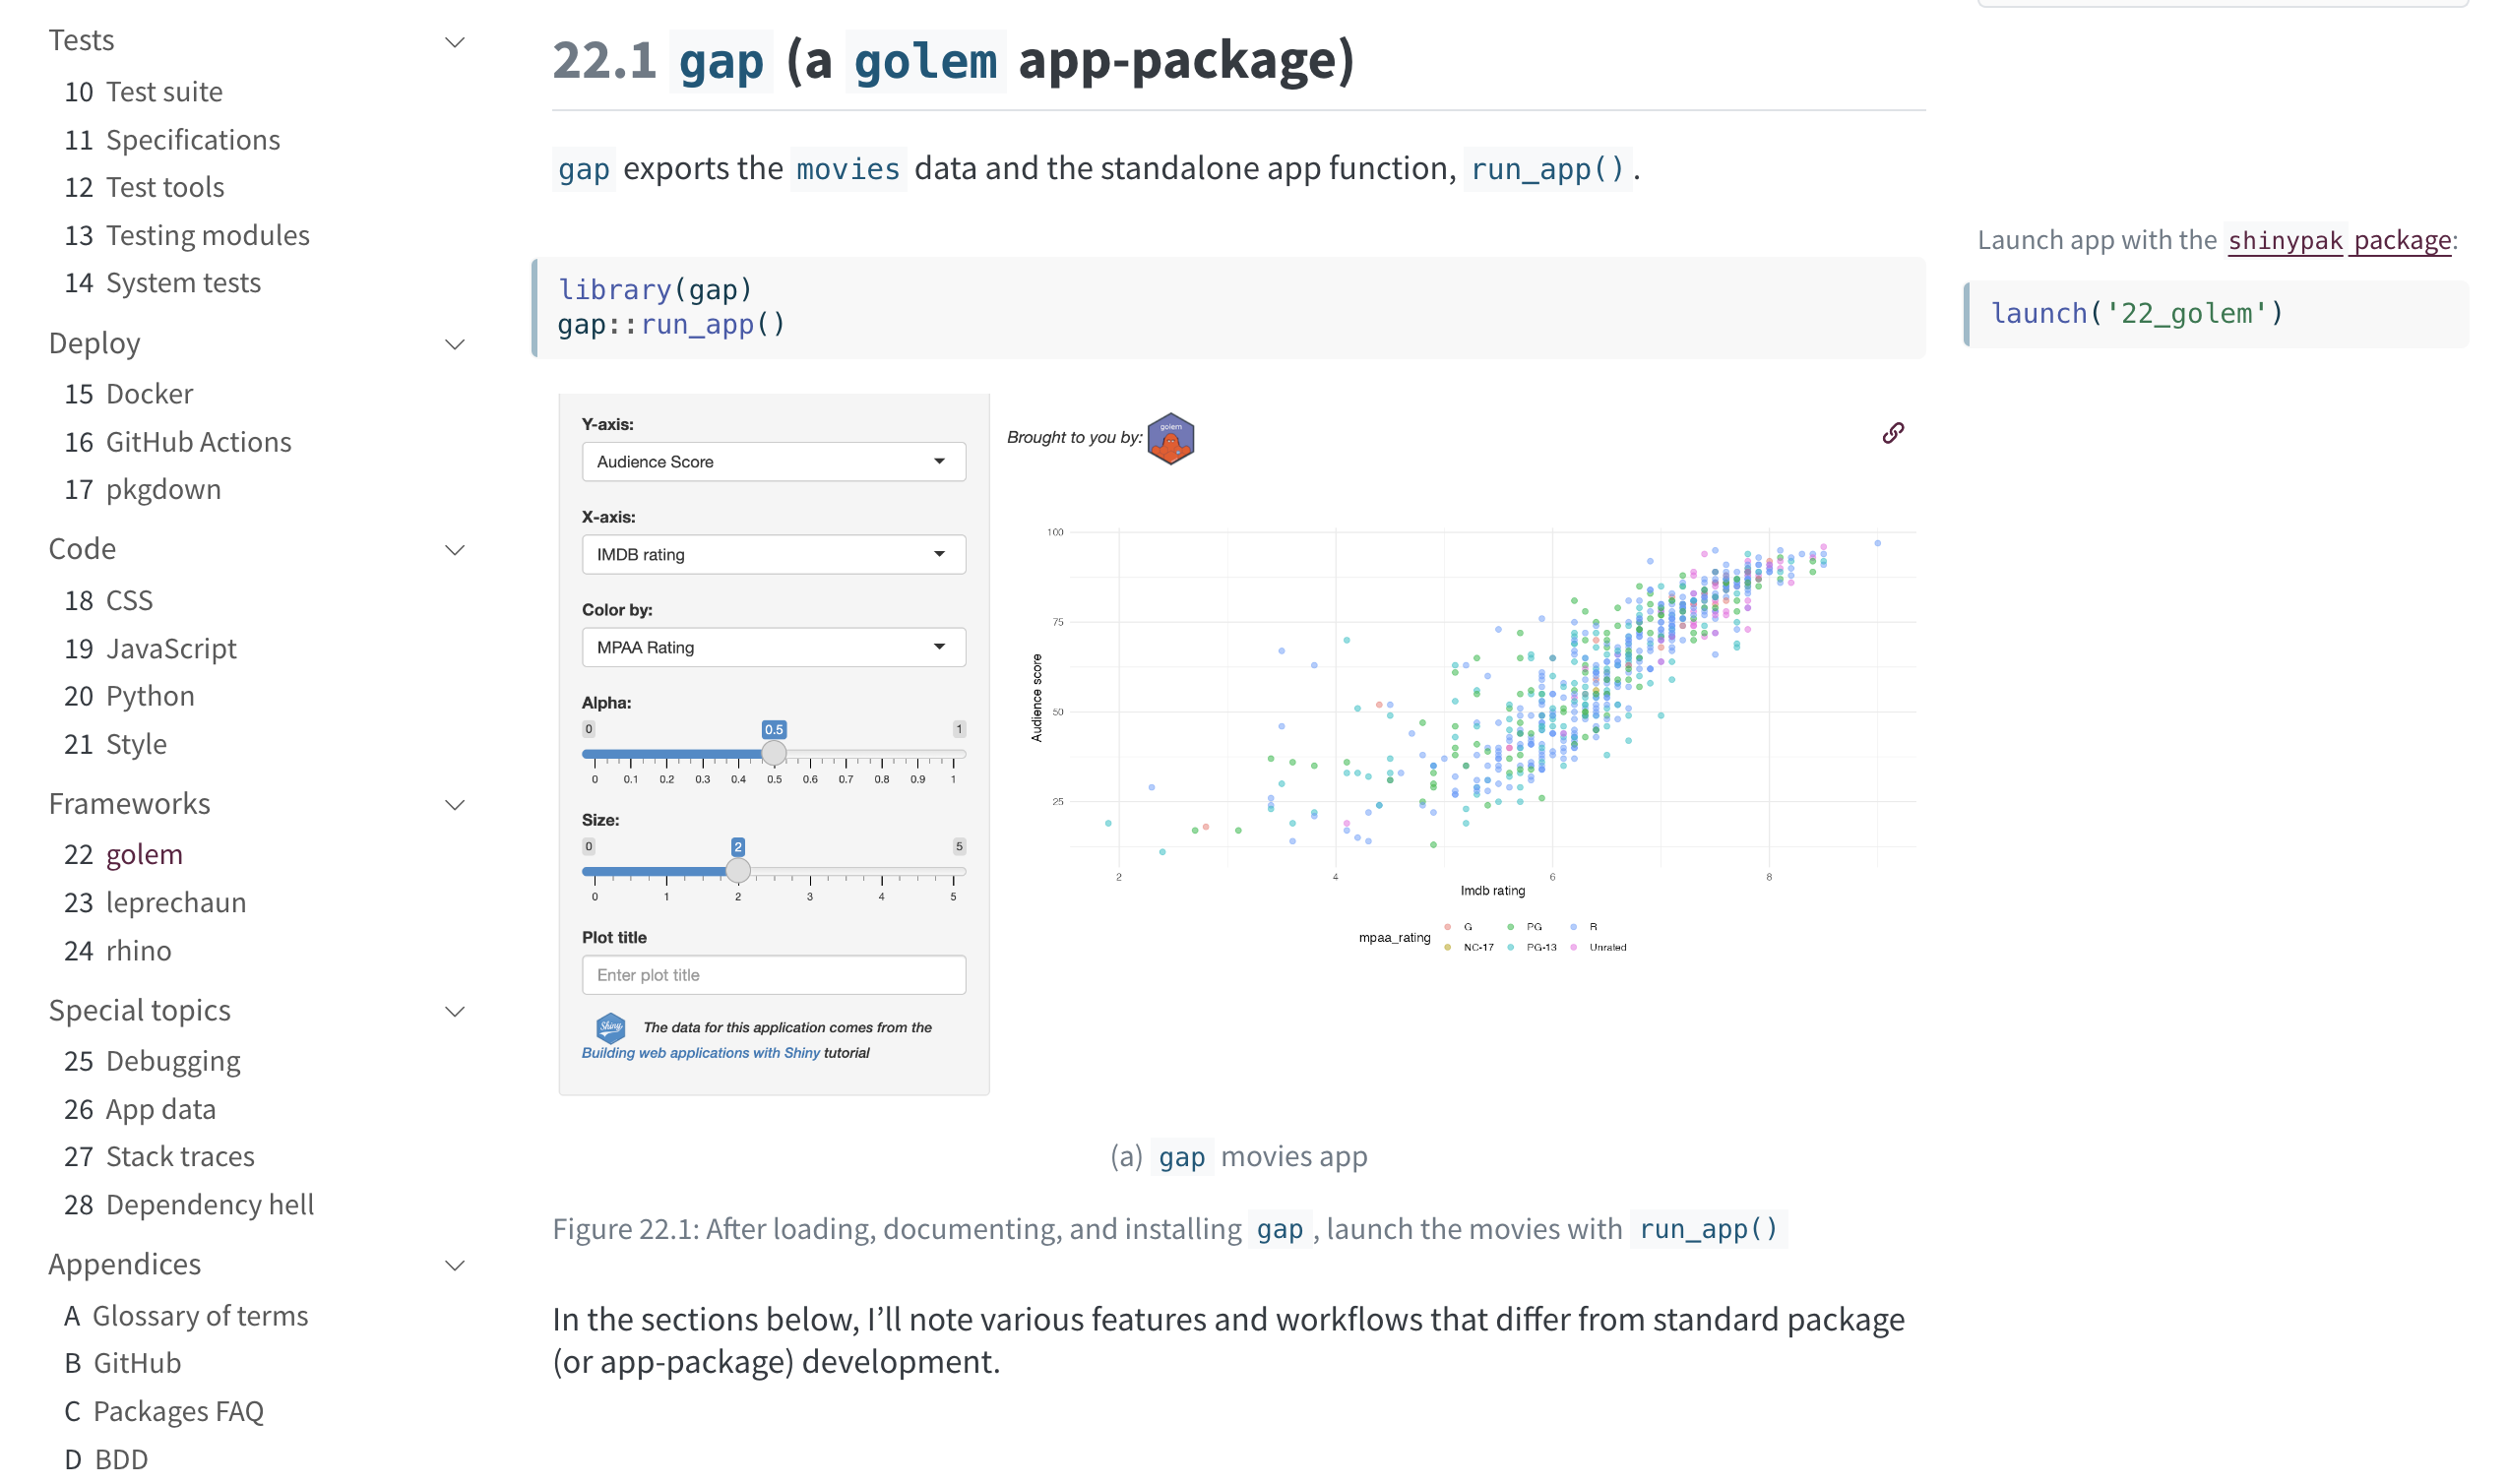 Tests
10 Test suite
11 Specifications
12 Test tools
13 Testing modules
14 System tests
Deploy
15 Docker
16 GitHub Actions
17 pkgdown
Code
18 CSS
19 JavaScript
20 Python
21 Style
Frameworks
22 golem
23 leprechaun
24 rhino
Special topics
25 Debugging
26 App data
27 Stack traces
28 Dependency hell
Appendices
A Glossary of terms
B GitHub
C Packages FAQ
D BDD
22.1 gap (a golem app-package)
gap exports the movies data and the standalone app function, run_app().
library(gap)
gap::run_app()
Y-axis:
Audience Score
X-axis:
IMDB rating
Color by:
MPAA Rating
Alpha:
0 0.5 1
0 0.1 0.2 0.3 0.4 0.5 0.6 0.7 0.8 0.9 1
Size:
0 2 5
0 1 2 3 4 5
Plot title
Enter plot title
Shiny The data for this application comes from the
Building web applications with Shiny tutorial
Brought to you by: golem
100
75
50
25
Audience score
2 4 6 8
Imdb rating
mpaa_rating
G PG R
NC-17 PG-13 Unrated
(a) gap movies app
Figure 22.1: After loading, documenting, and installing gap, launch the movies with run_app()
In the sections below, I’ll note various features and workflows that differ from standard package
(or app-package) development.
Launch app with the shinypak package:
launch('22_golem')